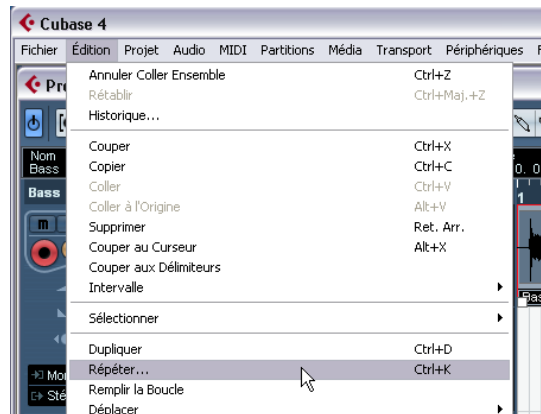 Cubase 4
Fichier Édition Projet Audio MIDI Partitions Média Transport Périphériques
Annuler Coller Ensemble Ctrl+Z
Rétablir Ctrl+Maj.+Z
Historique...
Nom
Bass
Couper Ctrl+X
Copier Ctrl+C
Coller Ctrl+V
Bass
1
Coller à l'Origine Alt+V
m
Supprimer Ret. Arr.
Couper au Curseur Alt+X
Couper aux Délimiteurs
Intervalle
Sélectionner
Dupliquer Ctrl+D
Répéter... Ctrl+K
Remplir la Boucle
Déplacer